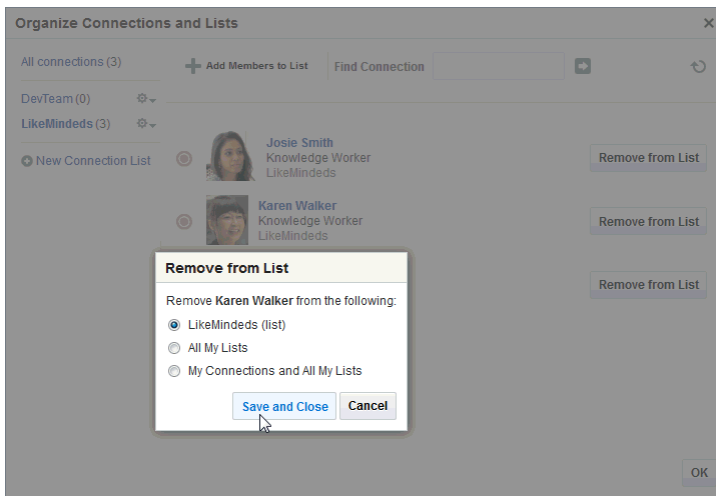 Organize Connections and Lists
All connections (3)
Add Members to List
Find Connection
DevTeam (0)
LikeMindeds (3)
New Connection List
Josie Smith
Knowledge Worker
LikeMindeds
Remove from List
Karen Walker
Knowledge Worker
LikeMindeds
Remove from List
Remove from List
Remove from List
Remove Karen Walker from the following:
LikeMinded​s (list)
All My Lists
My Connections and All My Lists
Save and Close
Cancel
OK